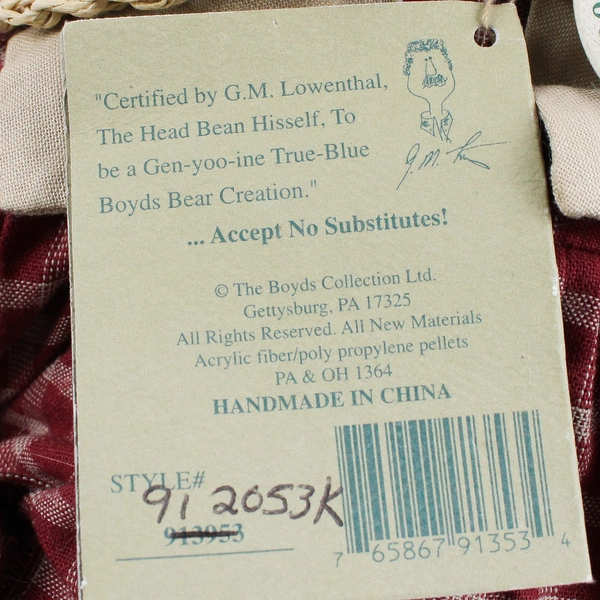 "Certified by G.M. Lowenthal,
The Head Bean Hisself, To
be a Gen-yoo-ine True-Blue
Boyds Bear Creation."
... Accept No Substitutes!
© The Boyds Collection Ltd.
Gettysburg, PA 17325
All Rights Reserved. All New Materials
Acrylic fiber/poly propylene pellets
PA & OH 1364
HANDMADE IN CHINA
STYLE#
91 2053K
913953
7 65867 91353 4